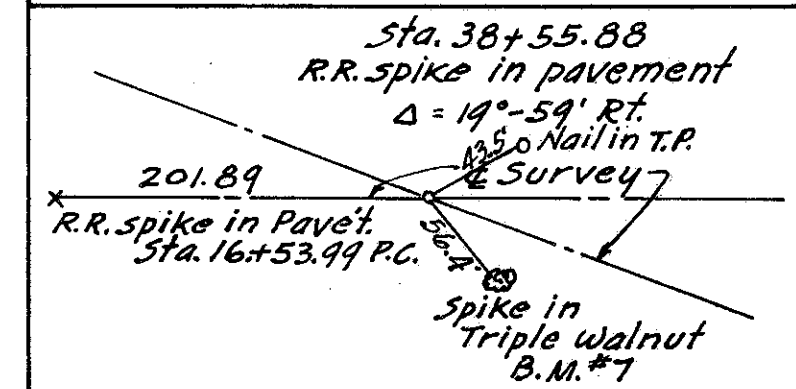 Sta. 38+55.88
R.R. spike in pavement
Δ = 19°-59' Rt.
43.5'
Nail in T.P.
201.89
℄ Survey
R.R. spike in Pave't.
Sta. 16+53.99 P.C.
56.4'
Spike in
Triple Walnut
B.M. #7